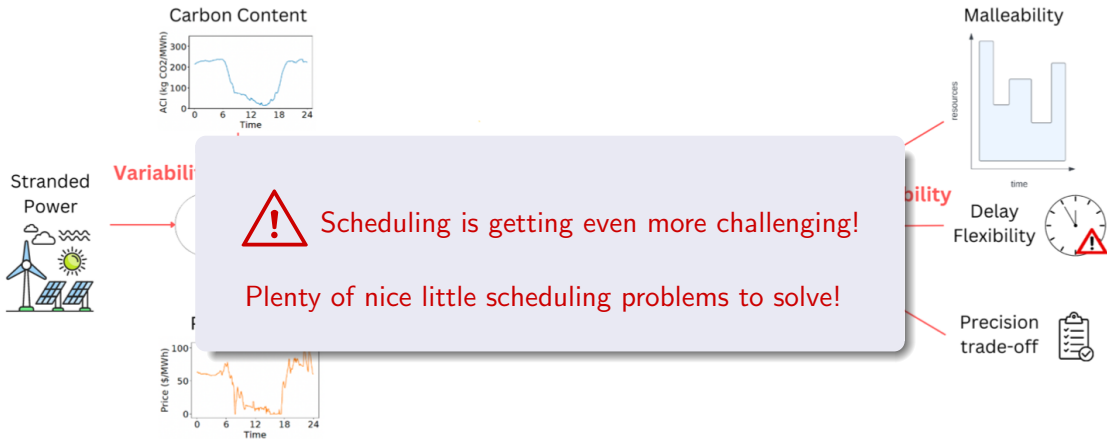 Carbon Content
ACI (kg CO2/MWh)
300
200
100
0
0 6 12 18 24
Time
Malleability
resources
time
Stranded
Power
Scheduling is getting even more challenging!
Plenty of nice little scheduling problems to solve!
Delay
Flexibility
Precision
trade-off
Price ($/MWh)
100
50
0
0 6 12 18 24
Time